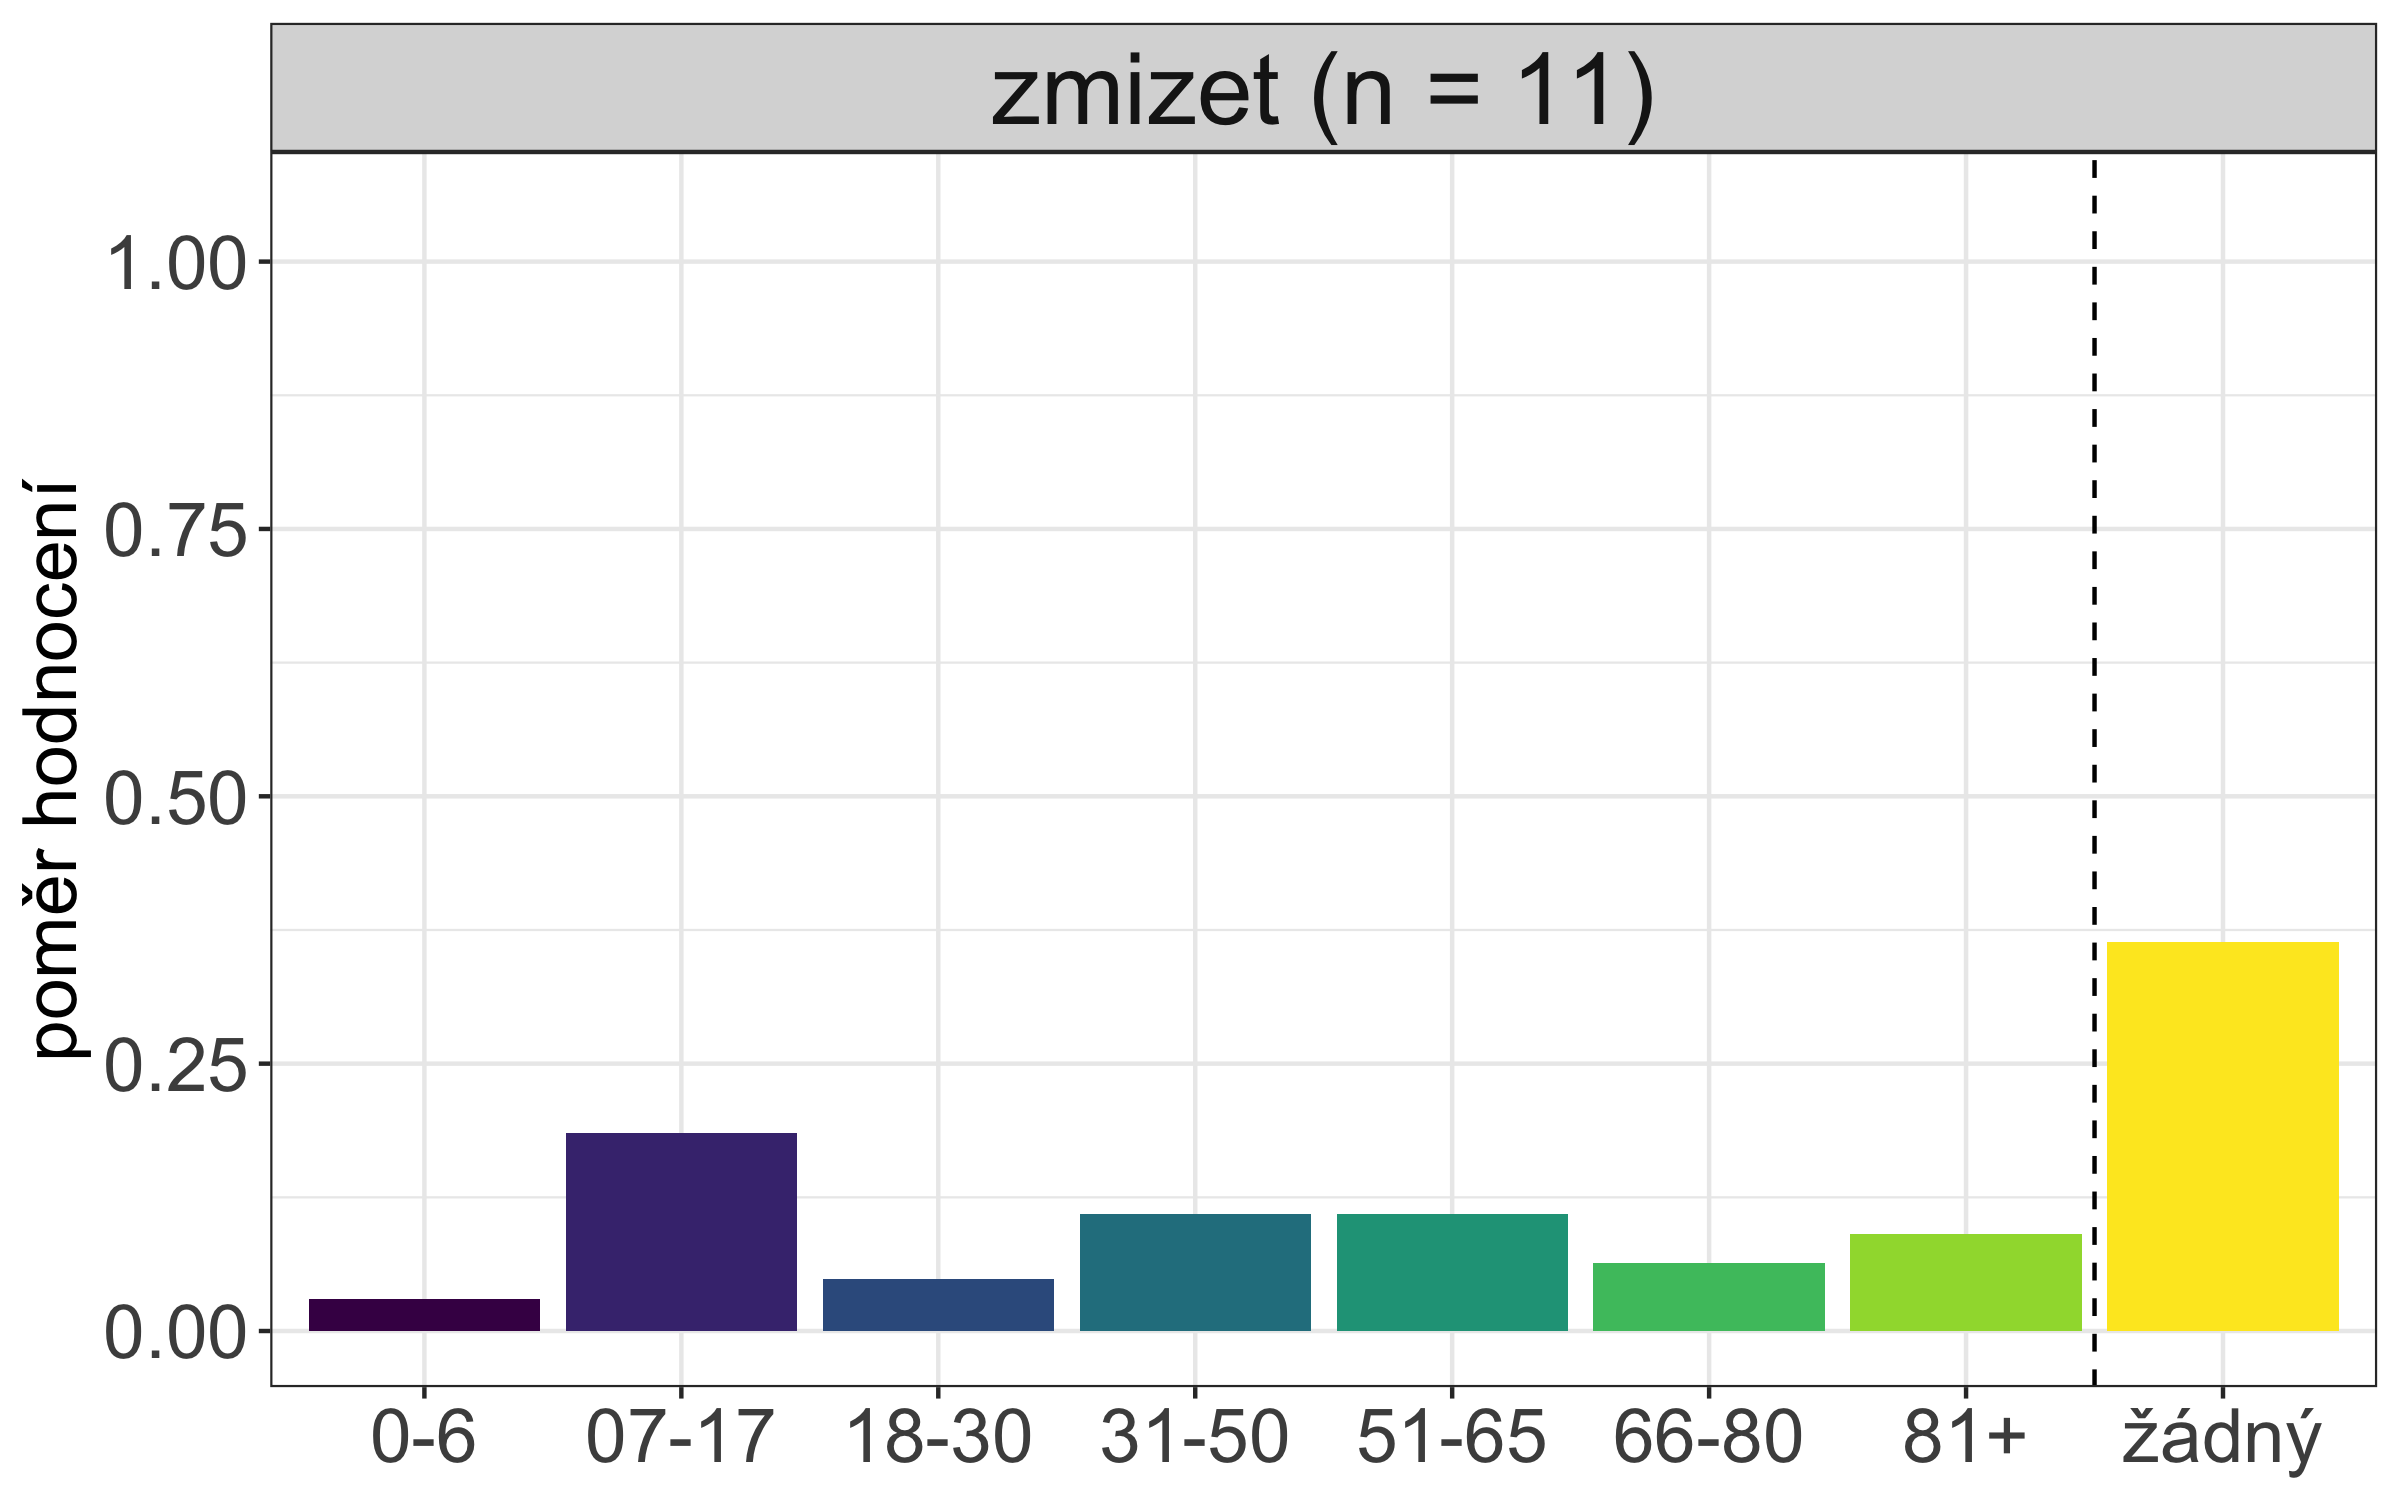 zmizet (n = 11)
poměr hodnocení
1.00
0.75
0.50
0.25
0.00
0-6 07-17 18-30 31-50 51-65 66-80 81+ žádný